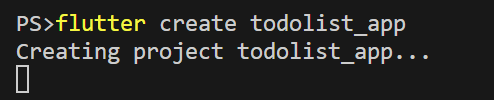 PS>flutter create todolist_app
Creating project todolist_app...